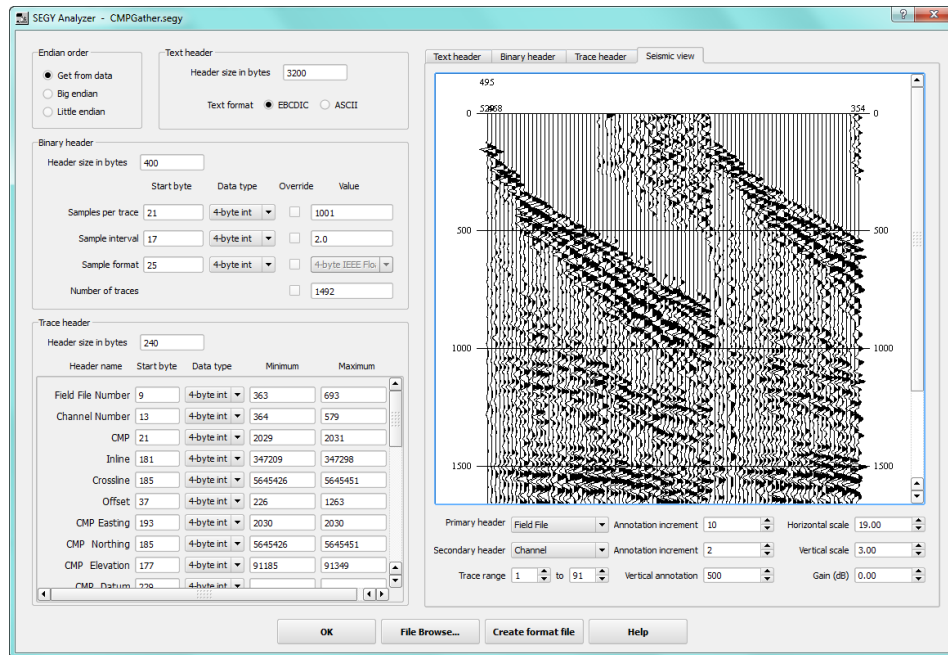 SEGY Analyzer - CMPGather.segy
Endian order
Get from data
Big endian
Little endian
Text header
Header size in bytes 3200
Text format EBCDIC ASCII
Binary header
Header size in bytes 400
Start byte Data type Override Value
Samples per trace 21 4-byte int 1001
Sample interval 17 4-byte int 2.0
Sample format 25 4-byte int 4-byte IEEE Floa
Number of traces 1492
Trace header
Header size in bytes 240
Header name Start byte Data type Minimum Maximum
Field File Number 9 4-byte int 363 693
Channel Number 13 4-byte int 364 579
CMP 21 4-byte int 2029 2031
Inline 181 4-byte int 347209 347298
Crossline 185 4-byte int 5645426 5645451
Offset 37 4-byte int 226 1263
CMP Easting 193 4-byte int 2030 2030
CMP Northing 185 4-byte int 5645426 5645451
CMP Elevation 177 4-byte int 91185 91349
CMP Datum 229 4-byte int
Text header Binary header Trace header Seismic view
495
354
0 0
500 500
1000 1000
1500 1500
Primary header Field File Annotation increment 10 Horizontal scale 19.00
Secondary header Channel Annotation increment 2 Vertical scale 3.00
Trace range 1 to 91 Vertical annotation 500 Gain (dB) 0.00
OK File Browse... Create format file Help